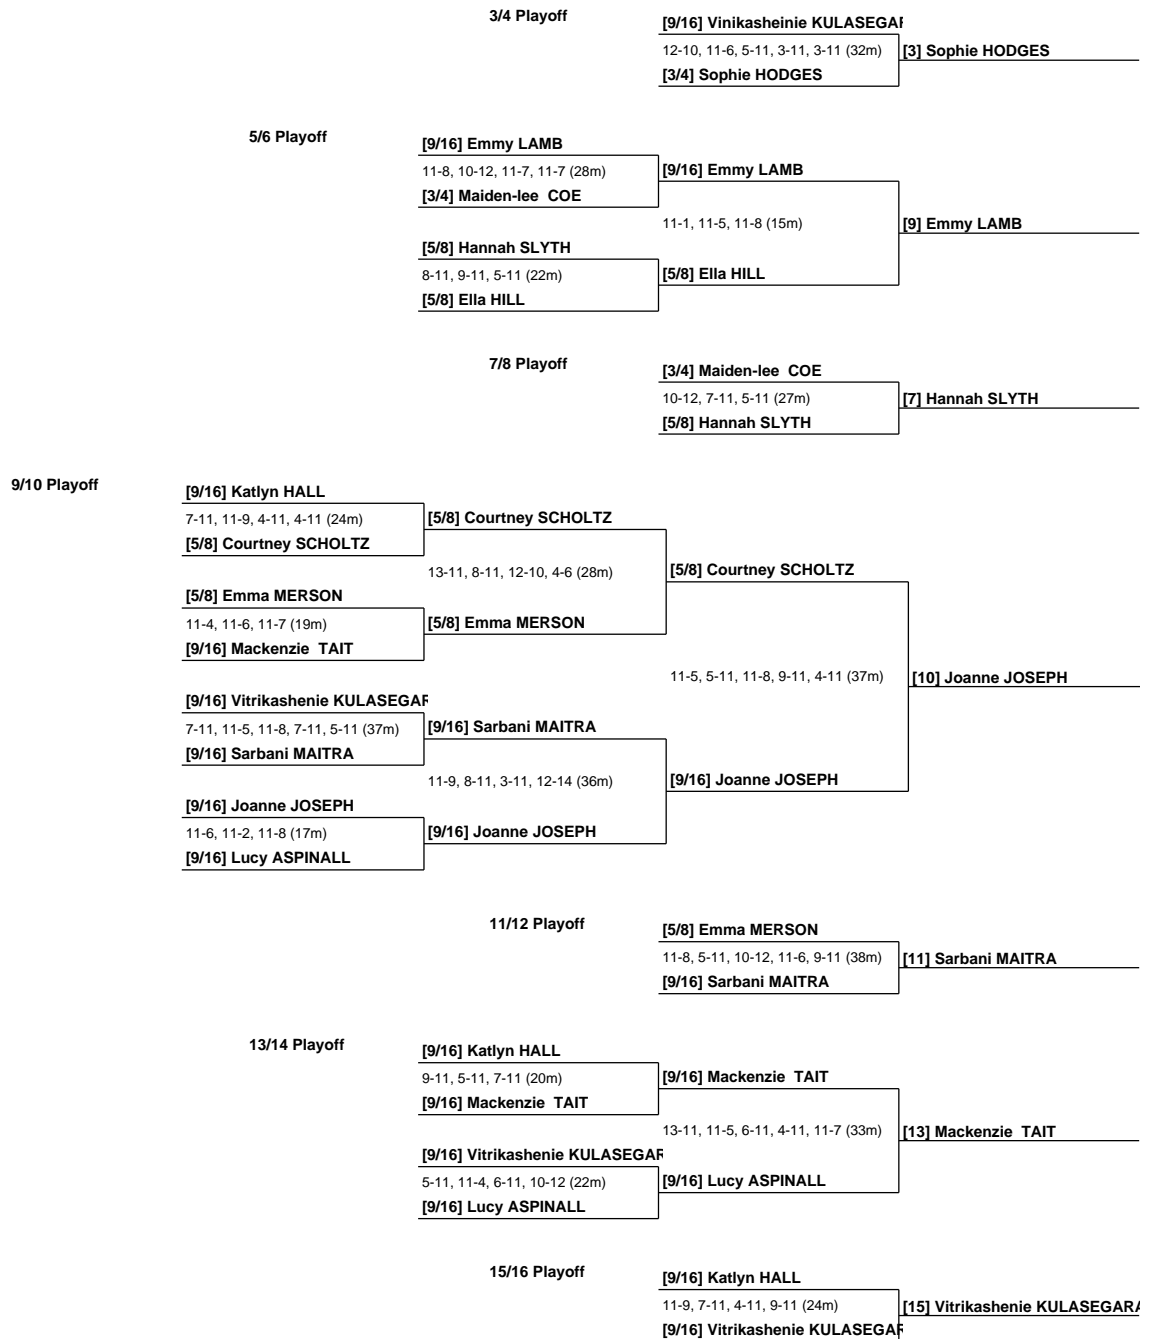 3/4 Playoff
[9/16] Vinikasheinie KULASEGAR
12-10, 11-6, 5-11, 3-11, 3-11 (32m)
[3] Sophie HODGES
[3/4] Sophie HODGES
5/6 Playoff
[9/16] Emmy LAMB
11-8, 10-12, 11-7, 11-7 (28m)
[9/16] Emmy LAMB
[3/4] Maiden-lee COE
11-1, 11-5, 11-8 (15m)
[9] Emmy LAMB
[5/8] Hannah SLYTH
8-11, 9-11, 5-11 (22m)
[5/8] Ella HILL
[5/8] Ella HILL
7/8 Playoff
[3/4] Maiden-lee COE
10-12, 7-11, 5-11 (27m)
[7] Hannah SLYTH
[5/8] Hannah SLYTH
9/10 Playoff
[9/16] Katlyn HALL
7-11, 11-9, 4-11, 4-11 (24m)
[5/8] Courtney SCHOLTZ
[5/8] Courtney SCHOLTZ
13-11, 8-11, 12-10, 4-6 (28m)
[5/8] Courtney SCHOLTZ
[5/8] Emma MERSON
11-4, 11-6, 11-7 (19m)
[5/8] Emma MERSON
[9/16] Mackenzie TAIT
11-5, 5-11, 11-8, 9-11, 4-11 (37m)
[10] Joanne JOSEPH
[9/16] Vitrikashenie KULASEGAR
7-11, 11-5, 11-8, 7-11, 5-11 (37m)
[9/16] Sarbani MAITRA
[9/16] Sarbani MAITRA
11-9, 8-11, 3-11, 12-14 (36m)
[9/16] Joanne JOSEPH
[9/16] Joanne JOSEPH
11-6, 11-2, 11-8 (17m)
[9/16] Joanne JOSEPH
[9/16] Lucy ASPINALL
11/12 Playoff
[5/8] Emma MERSON
11-8, 5-11, 10-12, 11-6, 9-11 (38m)
[11] Sarbani MAITRA
[9/16] Sarbani MAITRA
13/14 Playoff
[9/16] Katlyn HALL
9-11, 5-11, 7-11 (20m)
[9/16] Mackenzie TAIT
[9/16] Mackenzie TAIT
13-11, 11-5, 6-11, 4-11, 11-7 (33m)
[13] Mackenzie TAIT
[9/16] Vitrikashenie KULASEGAR
5-11, 11-4, 6-11, 10-12 (22m)
[9/16] Lucy ASPINALL
[9/16] Lucy ASPINALL
15/16 Playoff
[9/16] Katlyn HALL
11-9, 7-11, 4-11, 9-11 (24m)
[15] Vitrikashenie KULASEGARA
[9/16] Vitrikashenie KULASEGAR